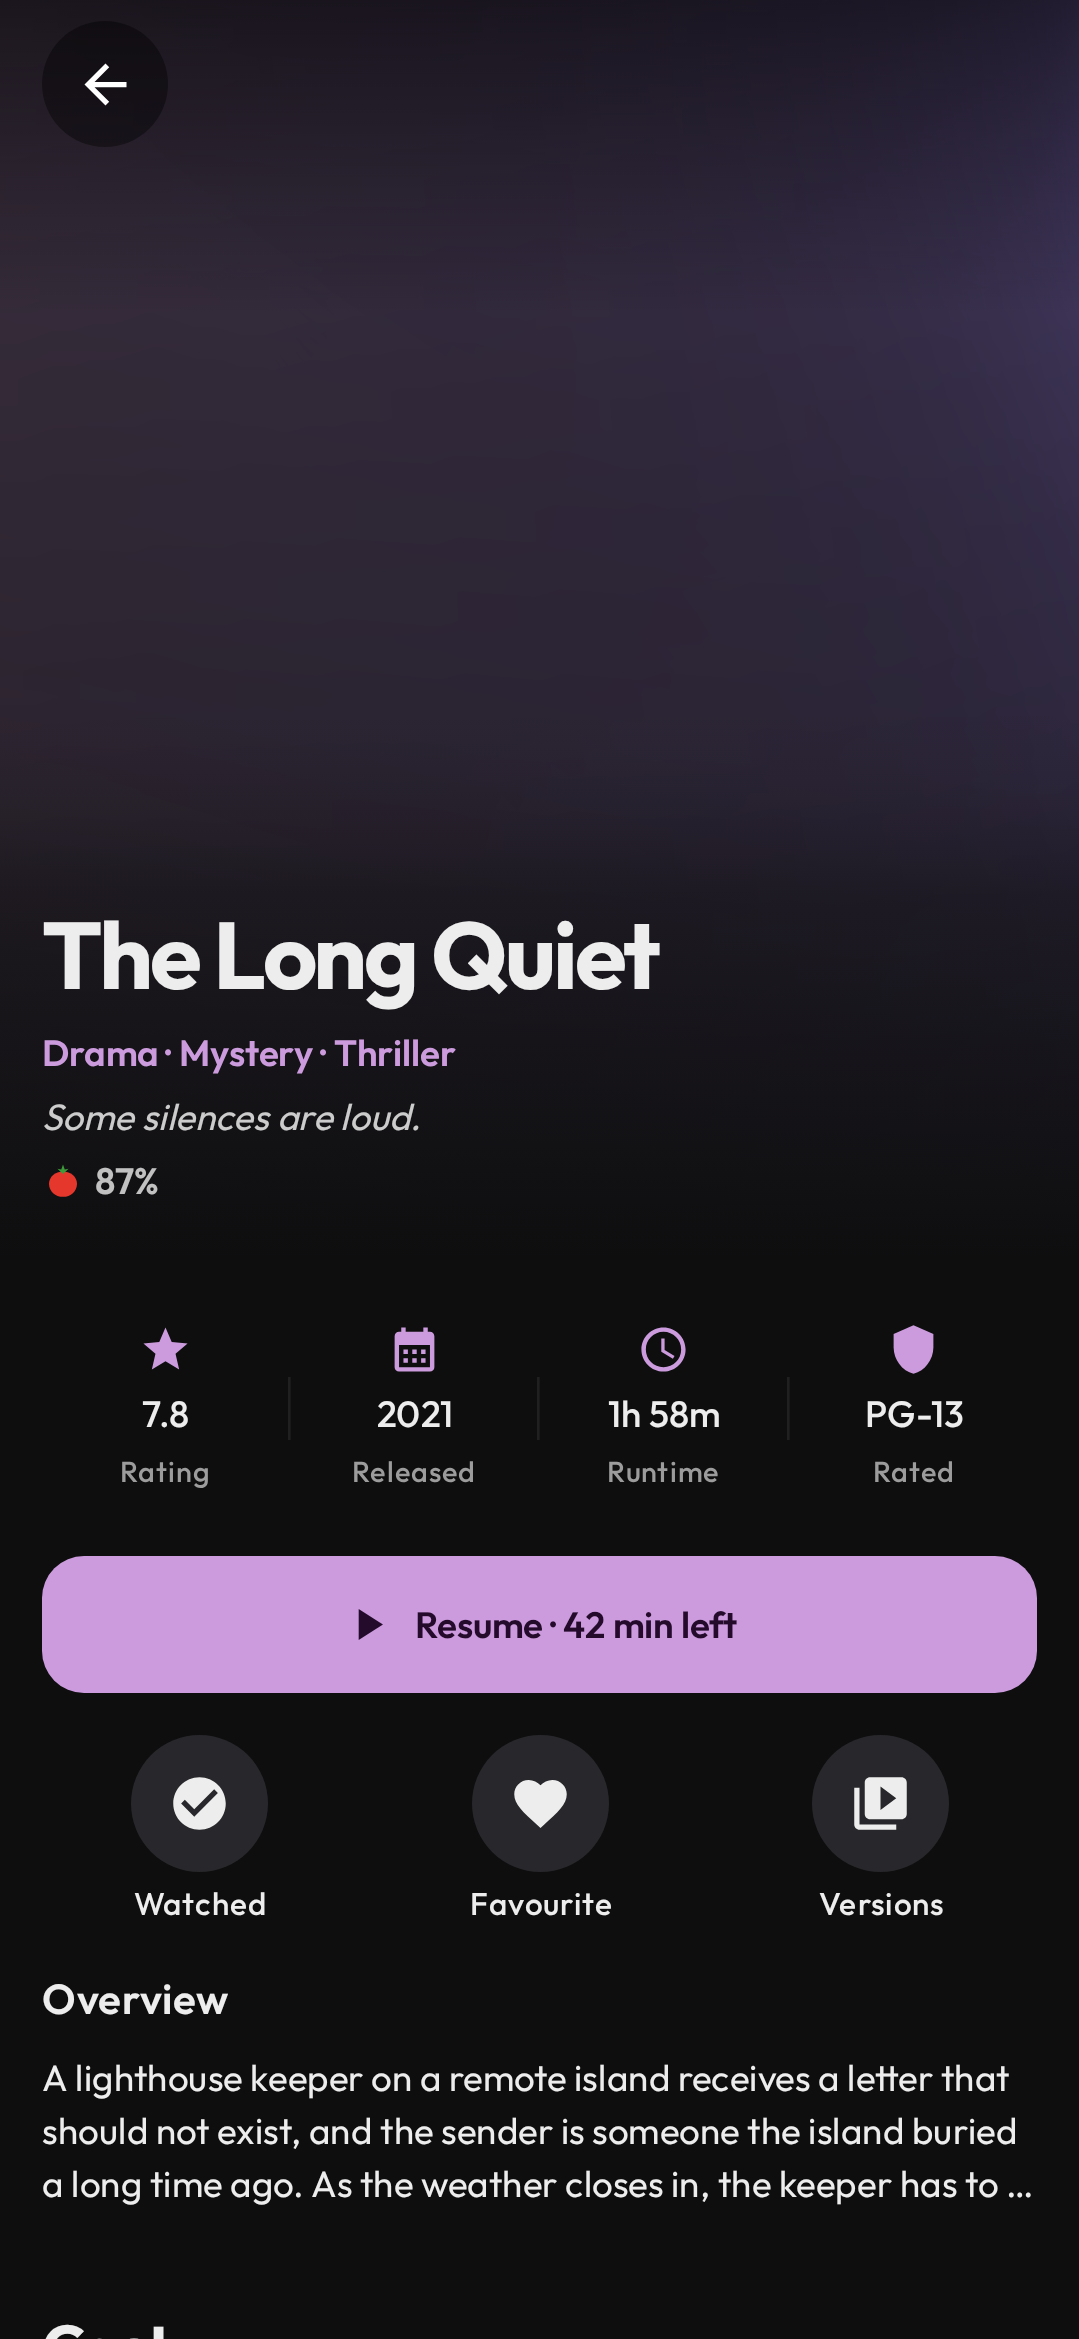 The Long Quiet
Drama · Mystery · Thriller
Some silences are loud.
87%
7.8 2021 1h 58m PG-13
Rating Released Runtime Rated
Resume · 42 min left
Watched Favourite Versions
Overview
A lighthouse keeper on a remote island receives a letter that
should not exist, and the sender is someone the island buried
a long time ago. As the weather closes in, the keeper has to ...